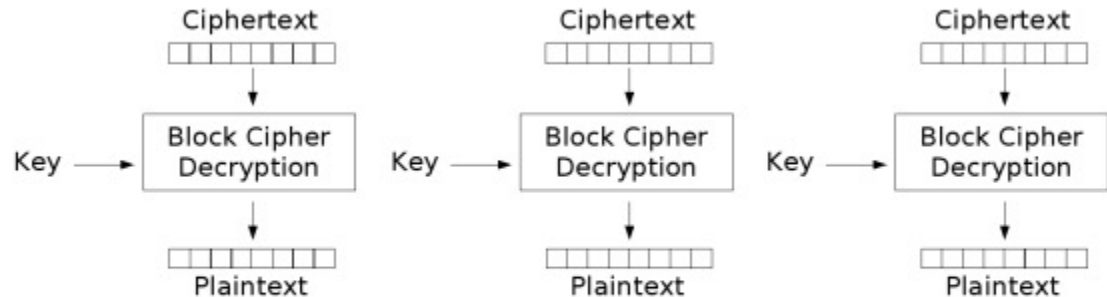 Ciphertext
Ciphertext
Ciphertext
Key
Block Cipher
Decryption
Key
Block Cipher
Decryption
Key
Block Cipher
Decryption
Plaintext
Plaintext
Plaintext